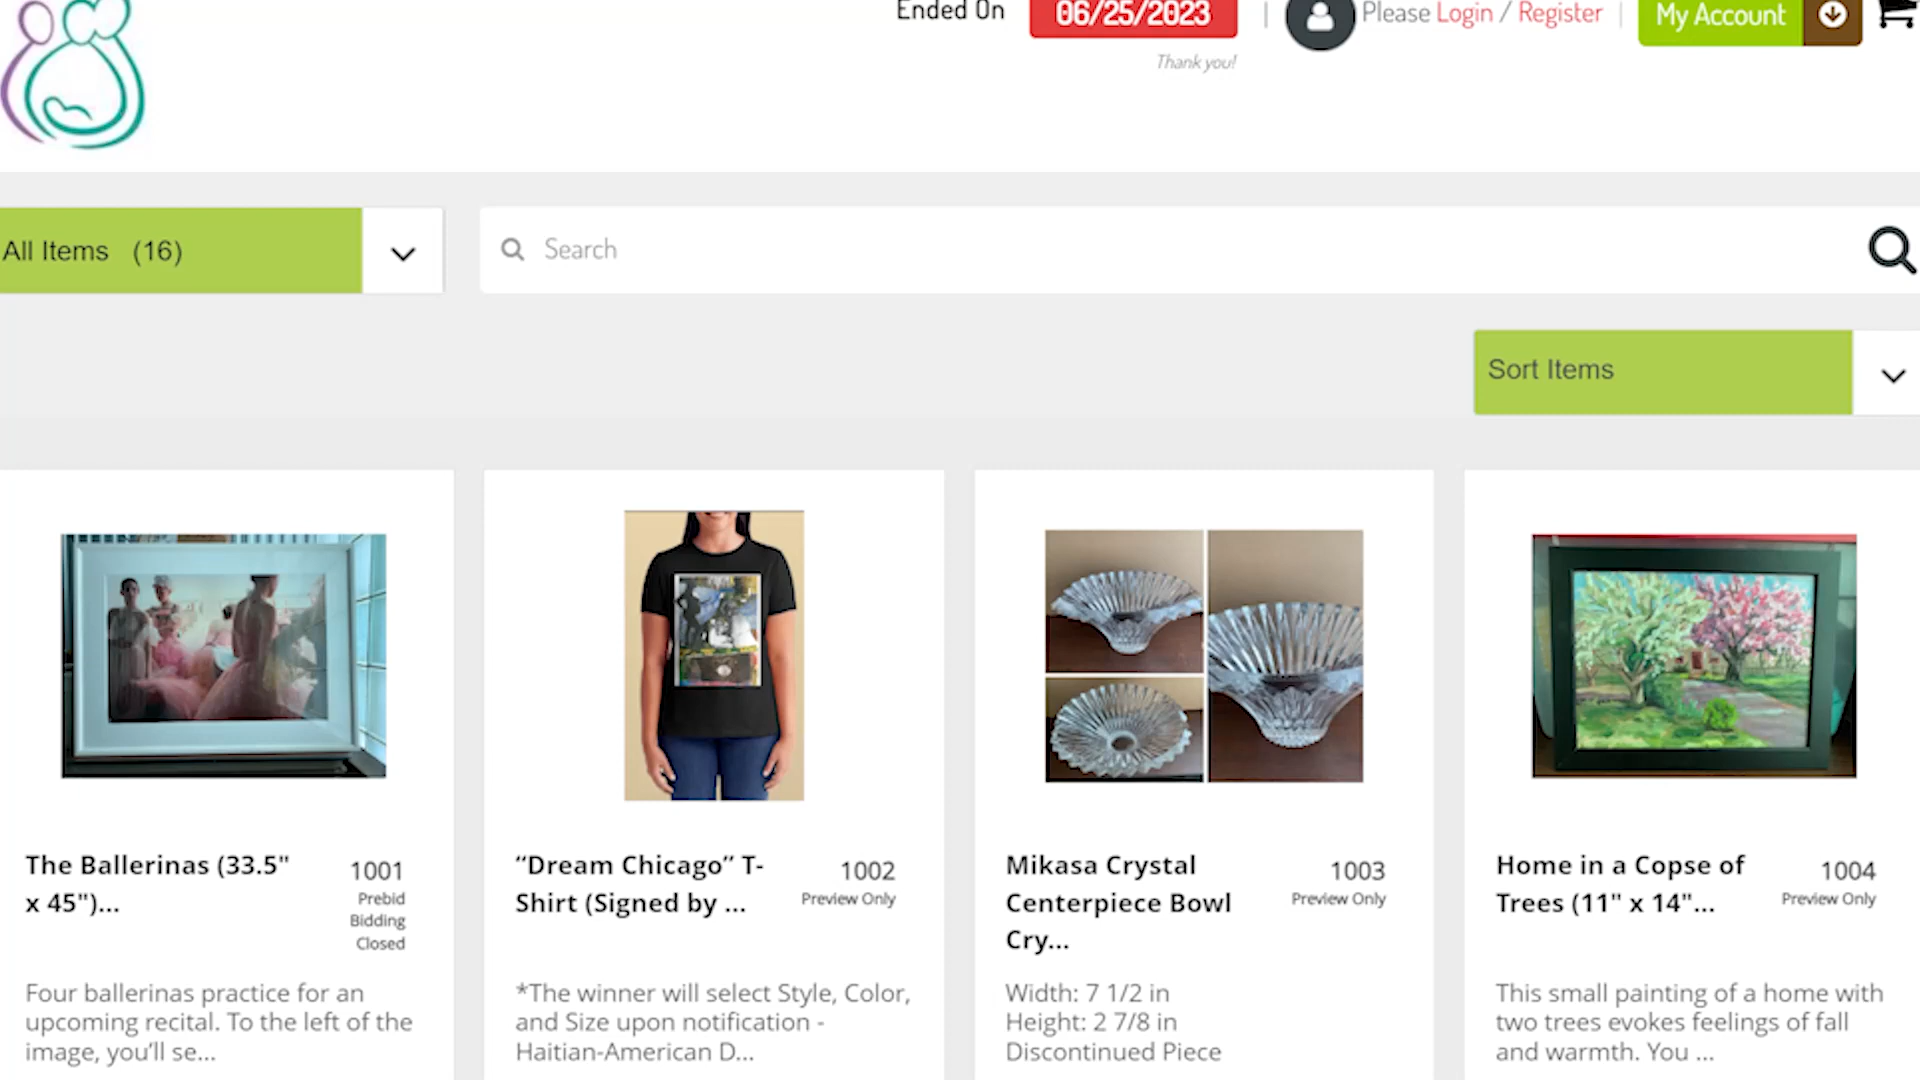 Ended On
06/25/2023
Please Login / Register
My Account
Thank you!
All Items (16)
Search
Sort Items
The Ballerinas (33.5"
x 45")...
1001
Prebid
Bidding
Closed
Four ballerinas practice for an
upcoming recital. To the left of the
image, you’ll se...
“Dream Chicago” T-
Shirt (Signed by ...
1002
Preview Only
*The winner will select Style, Color,
and Size upon notification -
Haitian-American D...
Mikasa Crystal
Centerpiece Bowl
Cry...
1003
Preview Only
Width: 7 1/2 in
Height: 2 7/8 in
Discontinued Piece
Home in a Copse of
Trees (11" x 14"...
1004
Preview Only
This small painting of a home with
two trees evokes feelings of fall
and warmth. You ...